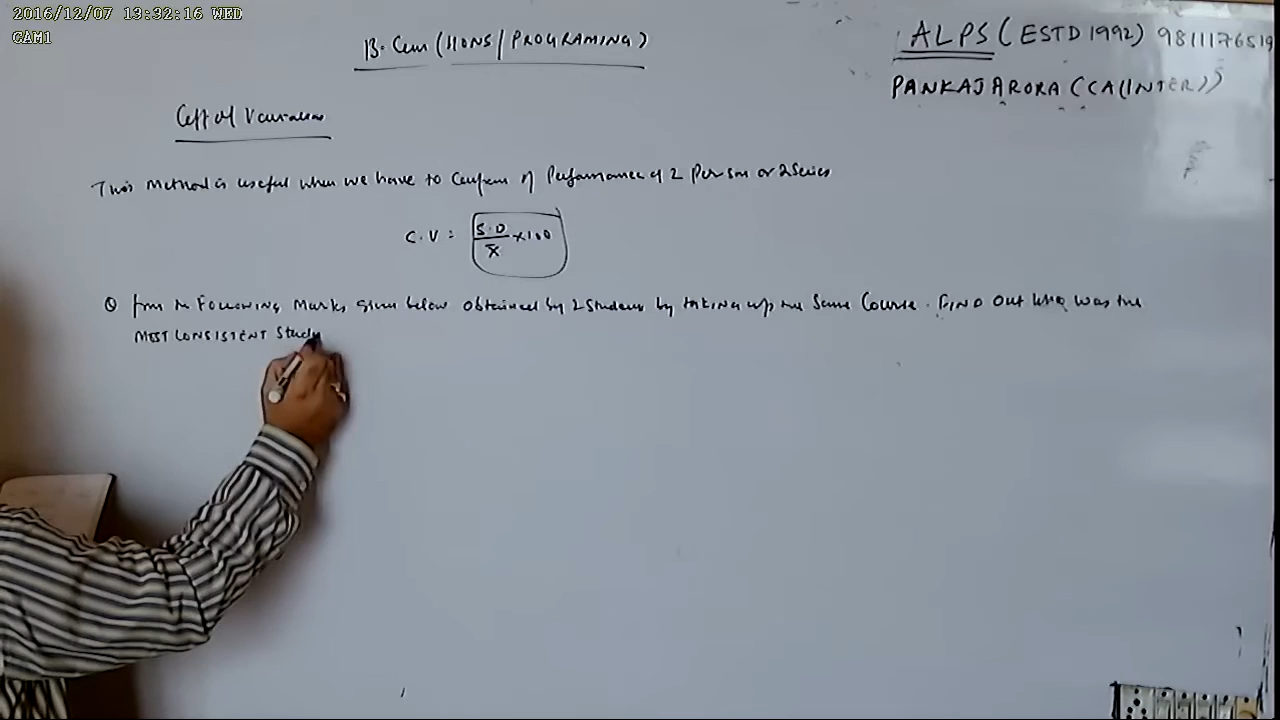 2016/12/07 13:32:16 WED
CAM1
B.Com (HONS/PROGRAMING)
ALPS (ESTD 1992) 9811176519
PANKAJ ARORA (CA(INTER))
Coeff of Variation
This Method is useful when we have to Compare of Performance of 2 Person or 2 Series
C.V = S.D/X̄ ×100
Q from the Following Marks given below obtained by 2 Students by taking up the Same Course. FIND Out who was the
MOST CONSISTENT Stude